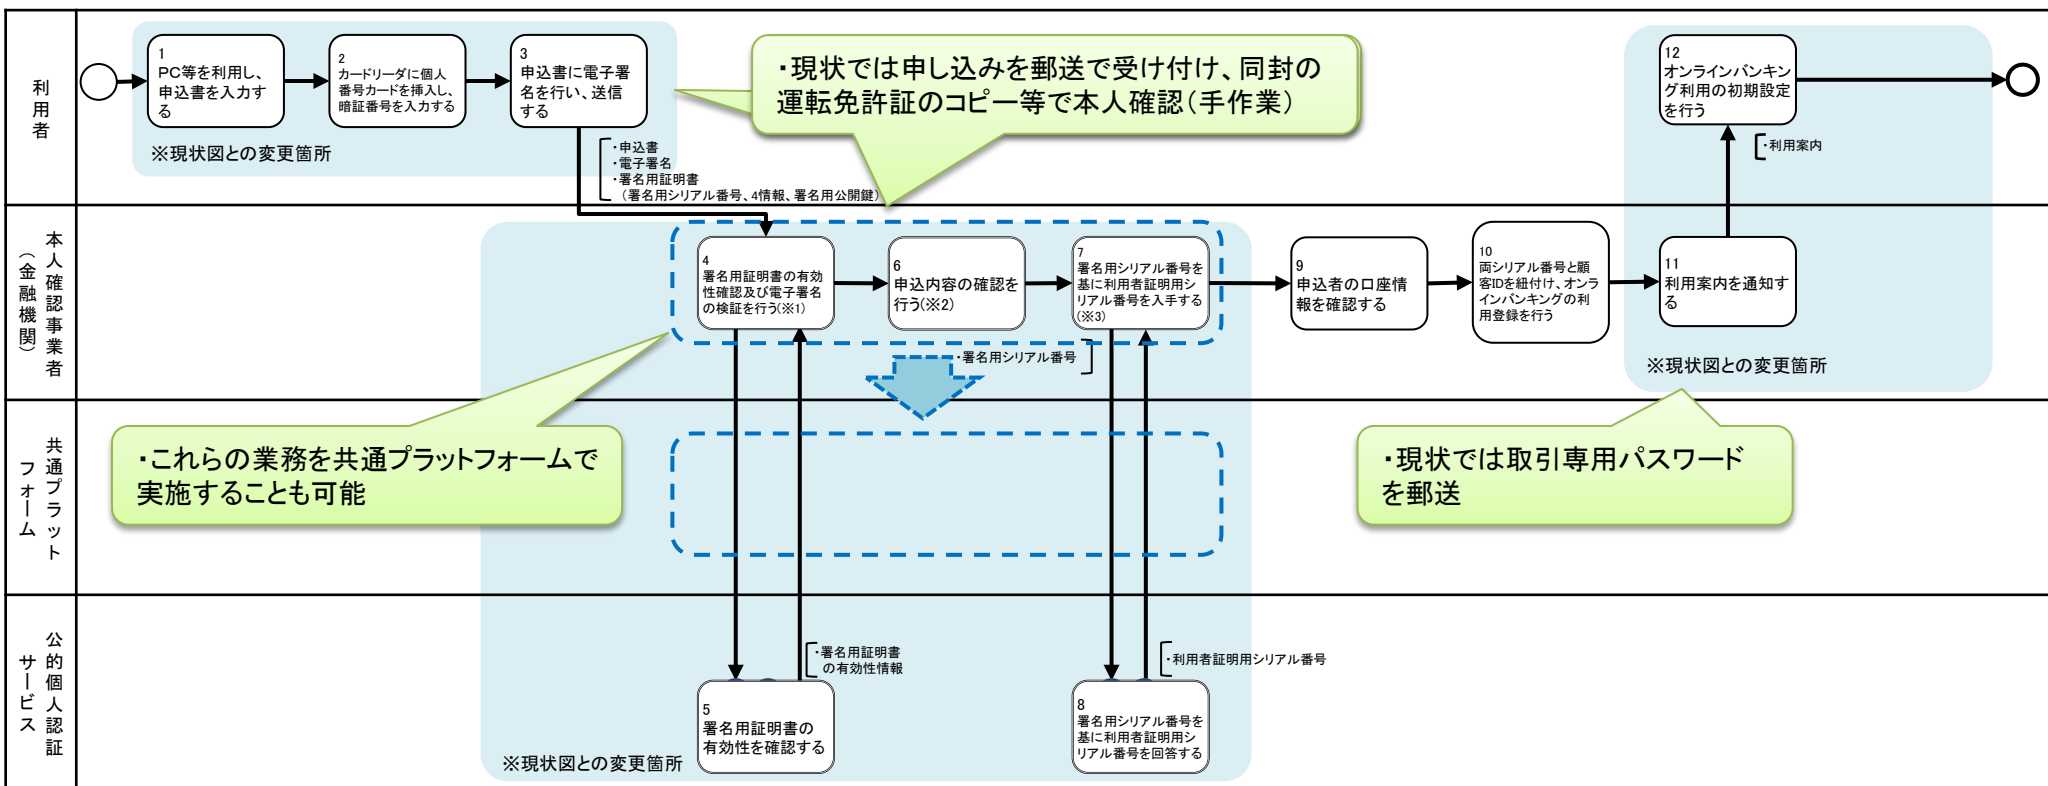 利用者
1
PC等を利用し、
申込書を入力す
る
2
カードリーダに個人
番号カードを挿入し、
暗証番号を入力する
3
申込書に電子署
名を行い、送信
する
※現状図との変更箇所
・申込書
・電子署名
・署名用証明書
（署名用シリアル番号、4情報、署名用公開鍵）
・現状では申し込みを郵送で受け付け、同封の
運転免許証のコピー等で本人確認（手作業）
12
オンラインバンキン
グ利用の初期設定
を行う
・利用案内
本人確認事業者
（金融機関）
4
署名用証明書の有効
性確認及び電子署名
の検証を行う(※1)
6
申込内容の確認を
行う(※2)
7
署名用シリアル番号を
基に利用者証明用シ
リアル番号を入手する
(※3)
・署名用シリアル番号
9
申込者の口座情
報を確認する
10
両シリアル番号と顧
客IDを紐付け、オンラ
インバンキングの利
用登録を行う
11
利用案内を通知す
る
※現状図との変更箇所
共通プラット
フォーム
・これらの業務を共通プラットフォームで
実施することも可能
・現状では取引専用パスワード
を郵送
公的個人認証
サービス
・署名用証明書
の有効性情報
・利用者証明用シリアル番号
5
署名用証明書の
有効性を確認する
8
署名用シリアル番号を
基に利用者証明用シ
リアル番号を回答する
※現状図との変更箇所